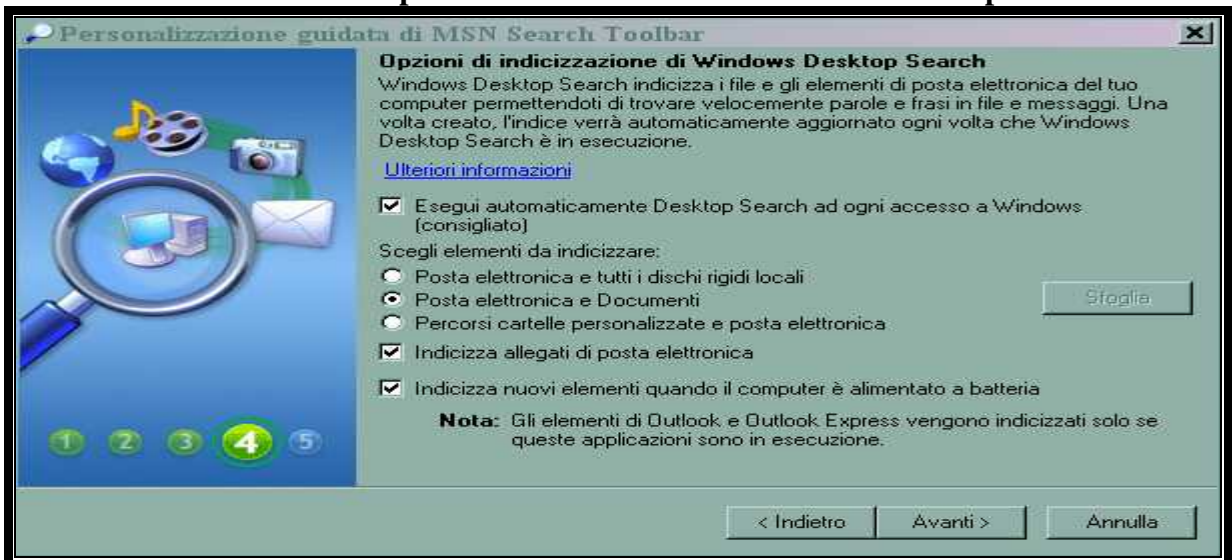 Personalizzazione guidata di MSN Search Toolbar
Opzioni di indicizzazione di Windows Desktop Search
Windows Desktop Search indicizza i file e gli elementi di posta elettronica del tuo
computer permettendoti di trovare velocemente parole e frasi in file e messaggi. Una
volta creato, l'indice verrà automaticamente aggiornato ogni volta che Windows
Desktop Search è in esecuzione.
Ulteriori informazioni
Esegui automaticamente Desktop Search ad ogni accesso a Windows
(consigliato)
Scegli elementi da indicizzare:
Posta elettronica e tutti i dischi rigidi locali
Posta elettronica e Documenti
Sfoglia
Percorsi cartelle personalizzate e posta elettronica
Indicizza allegati di posta elettronica
Indicizza nuovi elementi quando il computer è alimentato a batteria
Nota: Gli elementi di Outlook e Outlook Express vengono indicizzati solo se
queste applicazioni sono in esecuzione.
1 2 3 4 5
< Indietro Avanti > Annulla